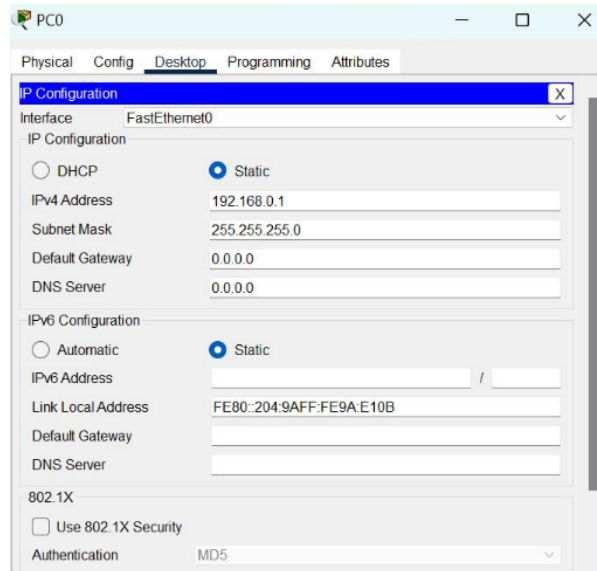 PC0
Physical Config Desktop Programming Attributes
IP Configuration X
Interface FastEthernet0
IP Configuration
DHCP Static
IPv4 Address 192.168.0.1
Subnet Mask 255.255.255.0
Default Gateway 0.0.0.0
DNS Server 0.0.0.0
IPv6 Configuration
Automatic Static
IPv6 Address /
Link Local Address FE80::204:9AFF:FE9A:E10B
Default Gateway
DNS Server
802.1X
Use 802.1X Security
Authentication MD5